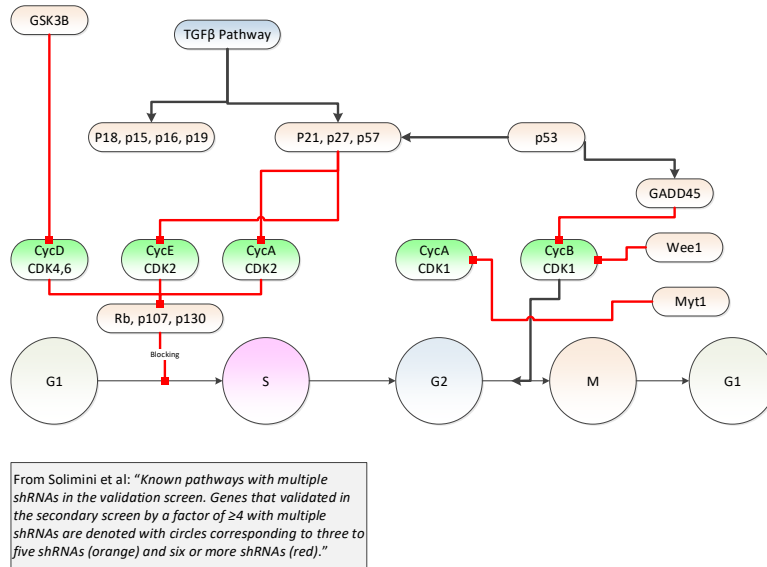 GSK3B
TGFβ Pathway
P18, p15, p16, p19
P21, p27, p57
p53
GADD45
CycD
CDK4,6
CycE
CDK2
CycA
CDK2
CycA
CDK1
CycB
CDK1
Wee1
Myt1
Rb, p107, p130
Blocking
G1
S
G2
M
G1
From Solimini et al: “Known pathways with multiple
shRNAs in the validation screen. Genes that validated in
the secondary screen by a factor of ≥4 with multiple
shRNAs are denoted with circles corresponding to three to
five shRNAs (orange) and six or more shRNAs (red).”